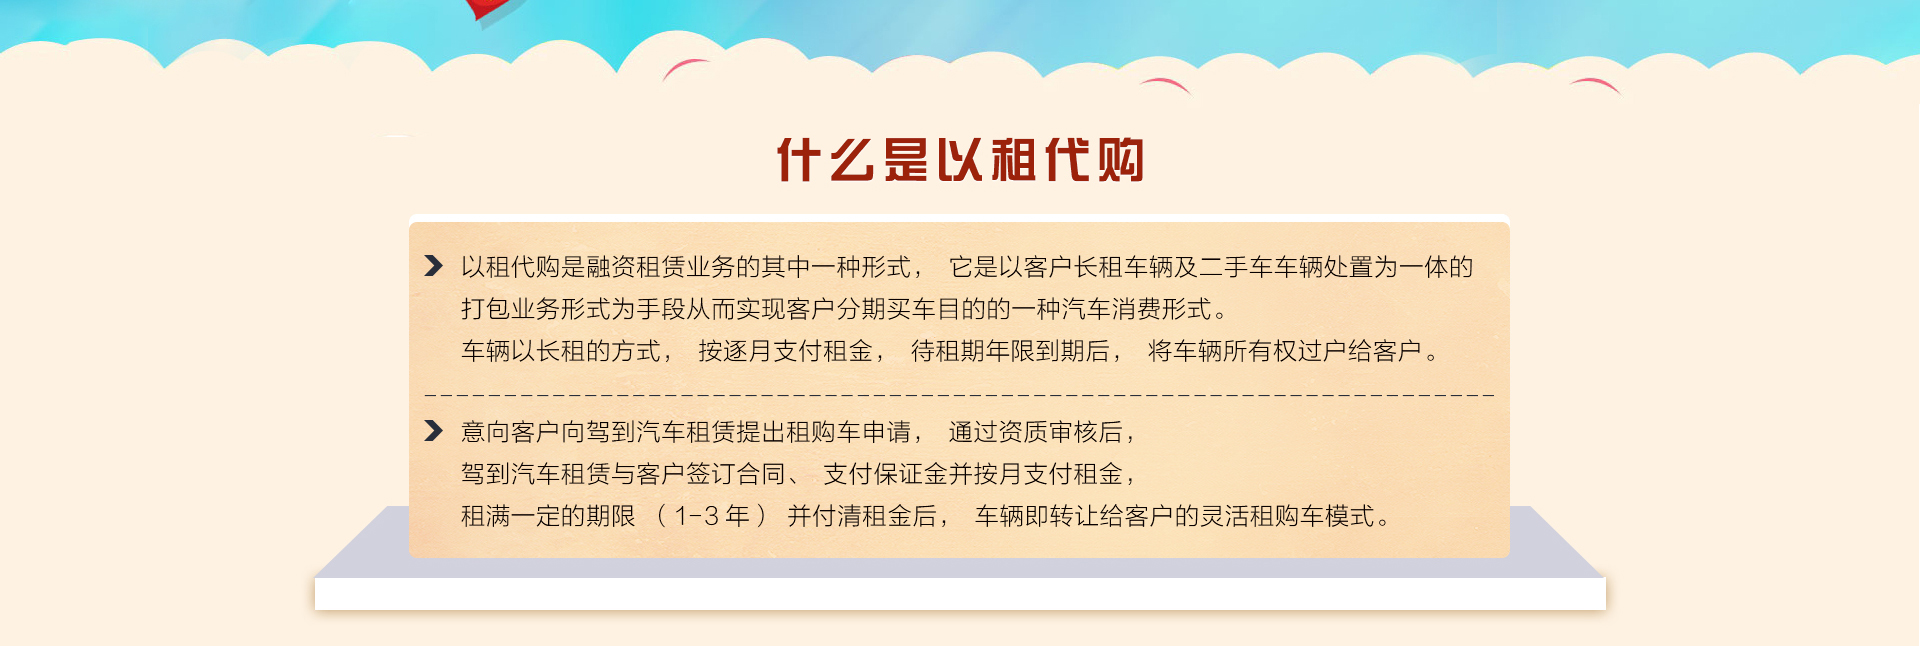 什么是以租代购
以租代购是融资租赁业务的其中一种形式， 它是以客户长租车辆及二手车车辆处置为一体的
打包业务形式为手段从而实现客户分期买车目的的一种汽车消费形式。
车辆以长租的方式， 按逐月支付租金， 待租期年限到期后， 将车辆所有权过户给客户。
意向客户向驾到汽车租赁提出租购车申请， 通过资质审核后，
驾到汽车租赁与客户签订合同、 支付保证金并按月支付租金，
租满一定的期限 （1-3年） 并付清租金后， 车辆即转让给客户的灵活租购车模式。